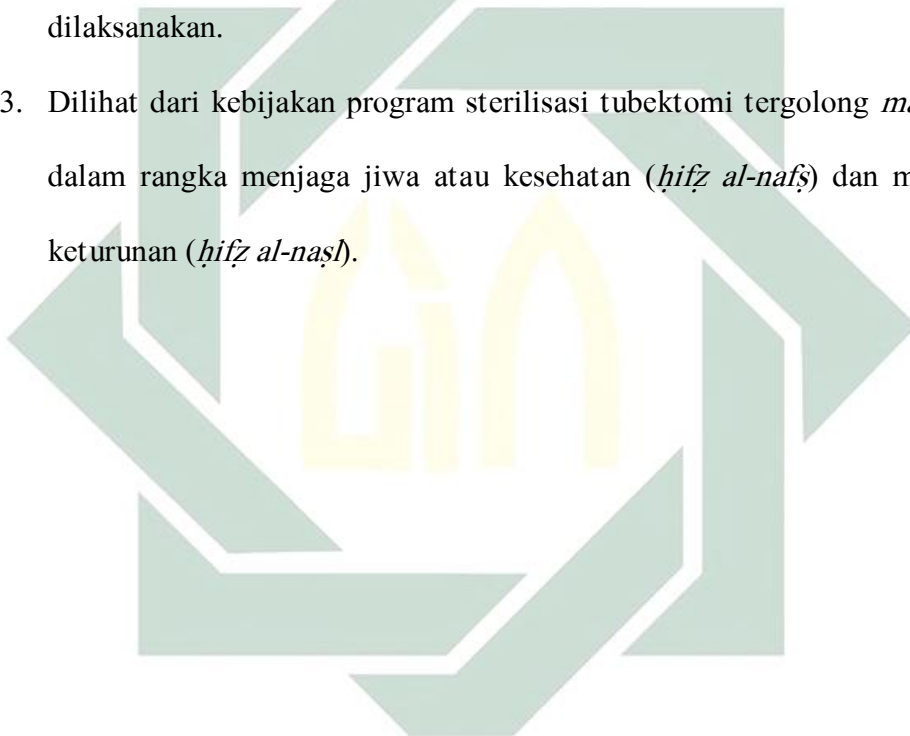 dilaksanakan.
3. Dilihat dari kebijakan program sterilisasi tubektomi tergolong
dalam rangka menjaga jiwa atau kesehatan (ḥifẓ al-nafṣ) dan
keturunan (ḥifẓ al-naṣl).